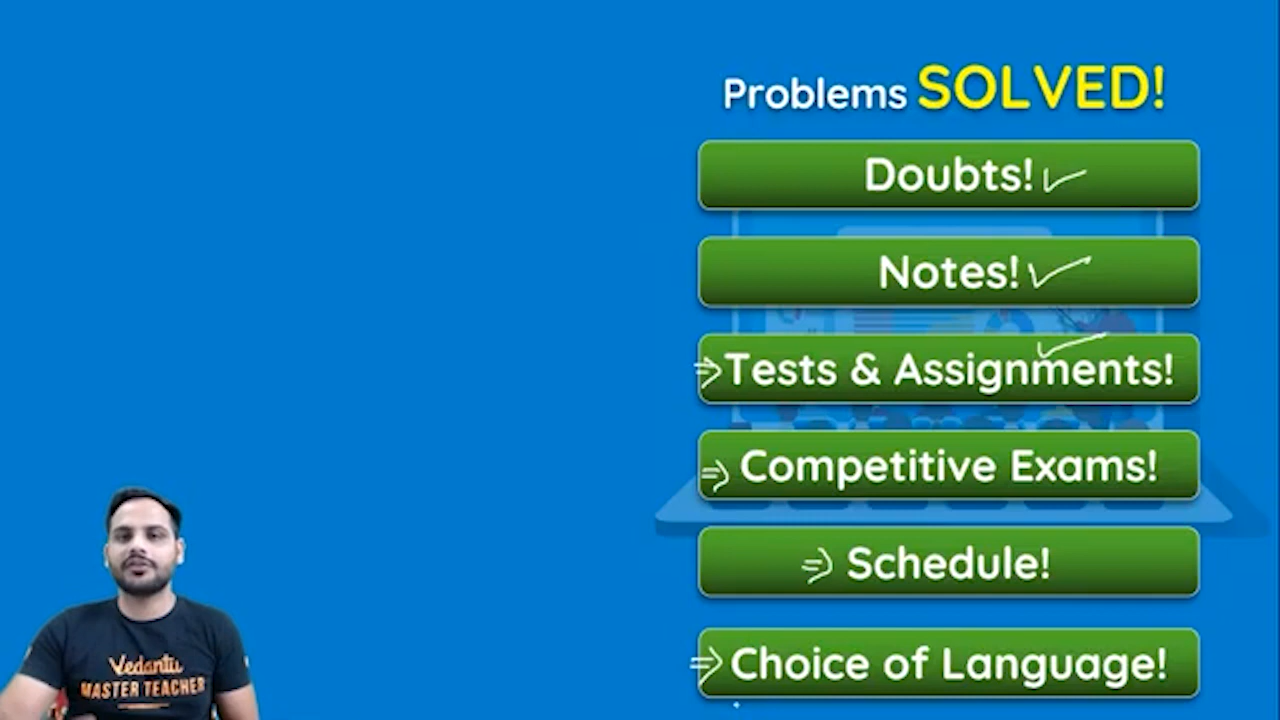 Problems SOLVED!
Doubts!
Notes!
Tests & Assignments!
Competitive Exams!
Schedule!
Choice of Language!
Vedantu
MASTER TEACHER